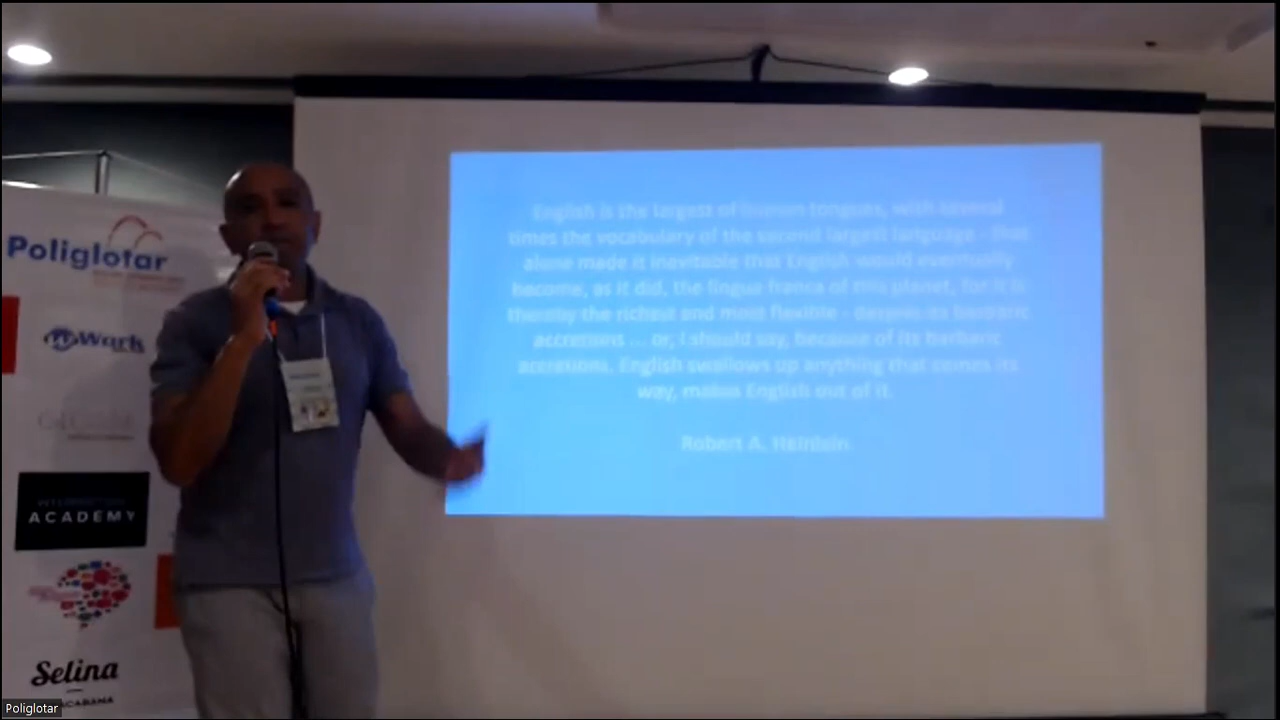 English is the largest of human tongues, with several
times the vocabulary of the second largest language - that
alone made it inevitable that English would eventually
become, as it did, the lingua franca of this planet, for it is
thereby the richest and most flexible - despite its barbaric
accretions ... or, I should say, because of its barbaric
accretions. English swallows up anything that comes its
way, makes English out of it.
Robert A. Heinlein.
Poliglotar
Wark
ACADEMY
Selina
Poliglotar